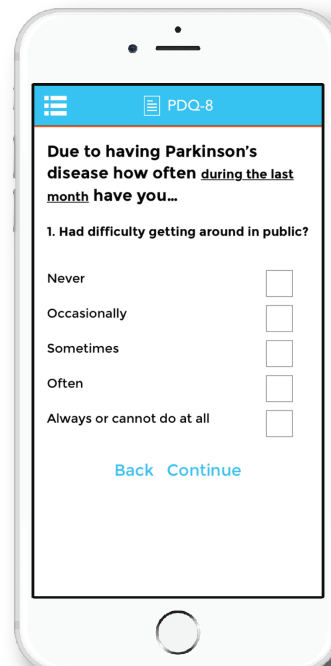 PDQ-8
Due to having Parkinson’s
disease how often during the last
month have you...
1. Had difficulty getting around in public?
Never
Occasionally
Sometimes
Often
Always or cannot do at all
Back Continue